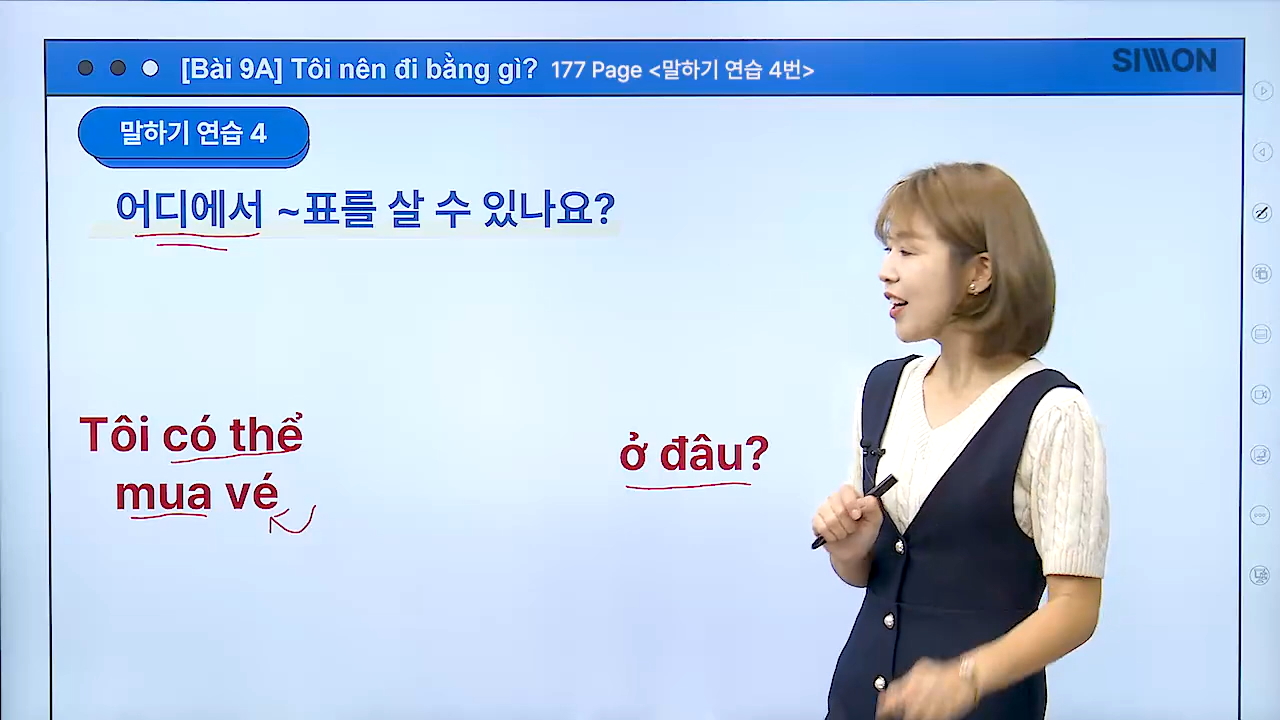 [Bài 9A] Tôi nên đi bằng gì? 177 Page <말하기 연습 4번>
SIWON
말하기 연습 4
어디에서 ~표를 살 수 있나요?
Tôi có thể
mua vé
ở đâu?